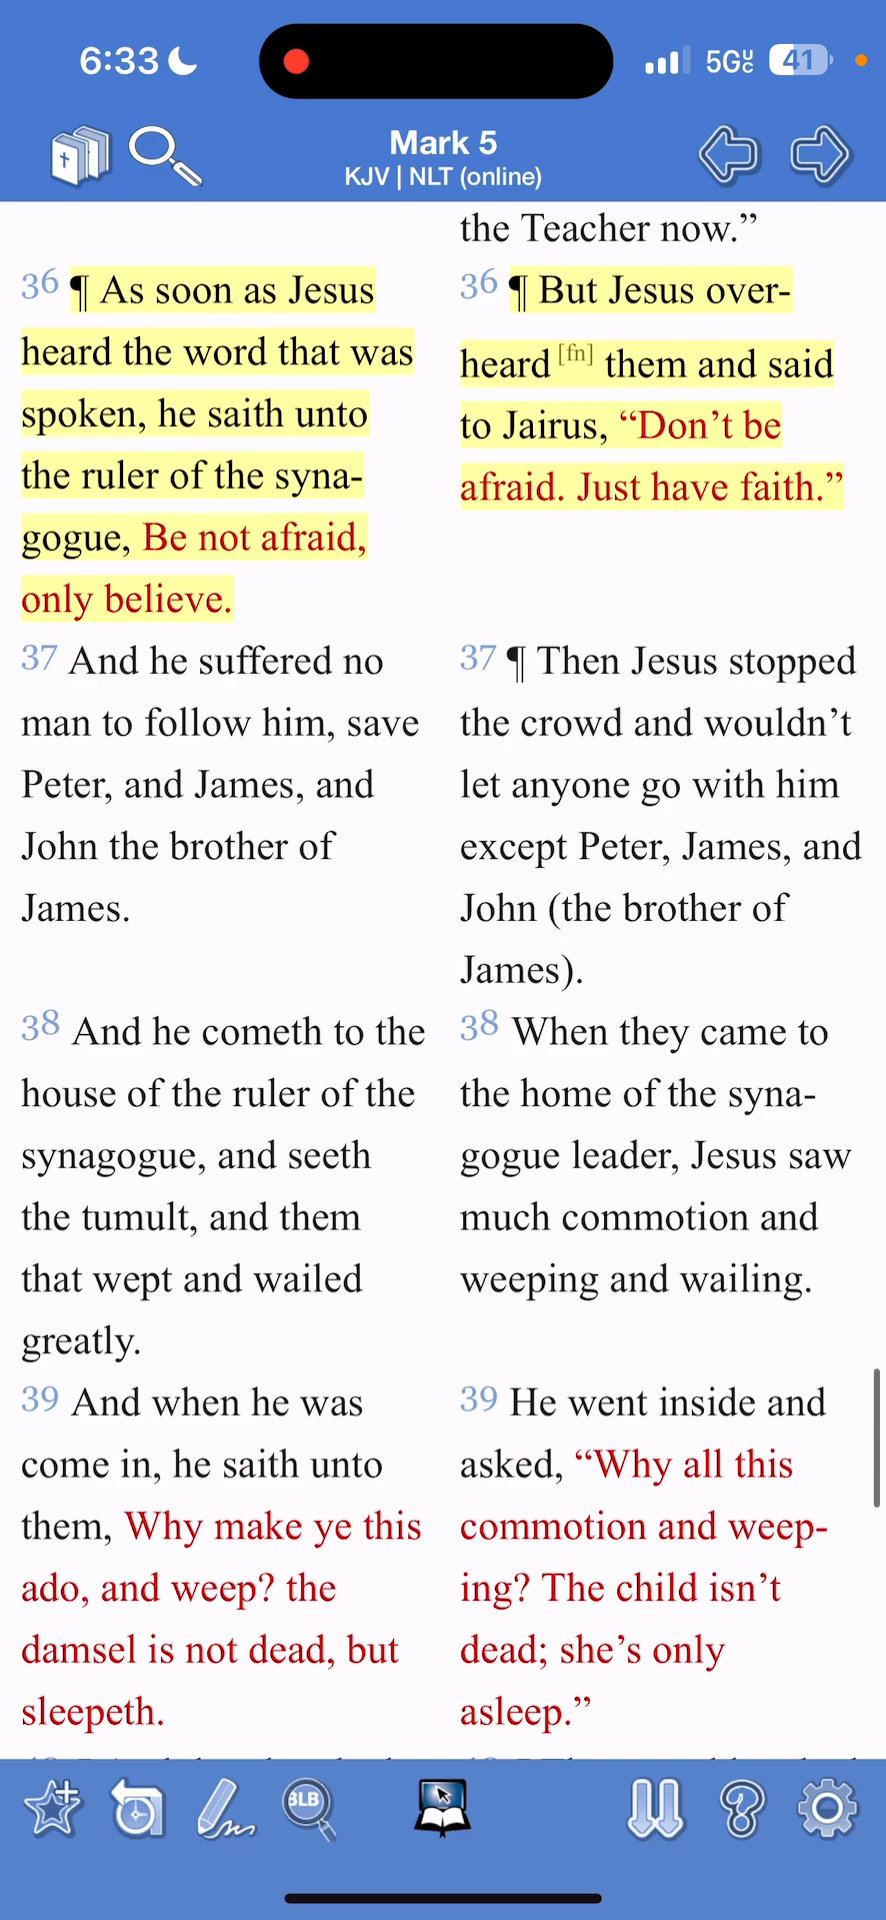 6:33
5Gᵁc
41
Mark 5
KJV | NLT (online)
36 ¶ As soon as Jesus
heard the word that was
spoken, he saith unto
the ruler of the syna-
gogue, Be not afraid,
only believe.
37 And he suffered no
man to follow him, save
Peter, and James, and
John the brother of
James.
38 And he cometh to the
house of the ruler of the
synagogue, and seeth
the tumult, and them
that wept and wailed
greatly.
39 And when he was
come in, he saith unto
them, Why make ye this
ado, and weep? the
damsel is not dead, but
sleepeth.
the Teacher now.”
36 ¶ But Jesus over-
heard [fn] them and said
to Jairus, “Don’t be
afraid. Just have faith.”
37 ¶ Then Jesus stopped
the crowd and wouldn’t
let anyone go with him
except Peter, James, and
John (the brother of
James).
38 When they came to
the home of the syna-
gogue leader, Jesus saw
much commotion and
weeping and wailing.
39 He went inside and
asked, “Why all this
commotion and weep-
ing? The child isn’t
dead; she’s only
asleep.”
BLB